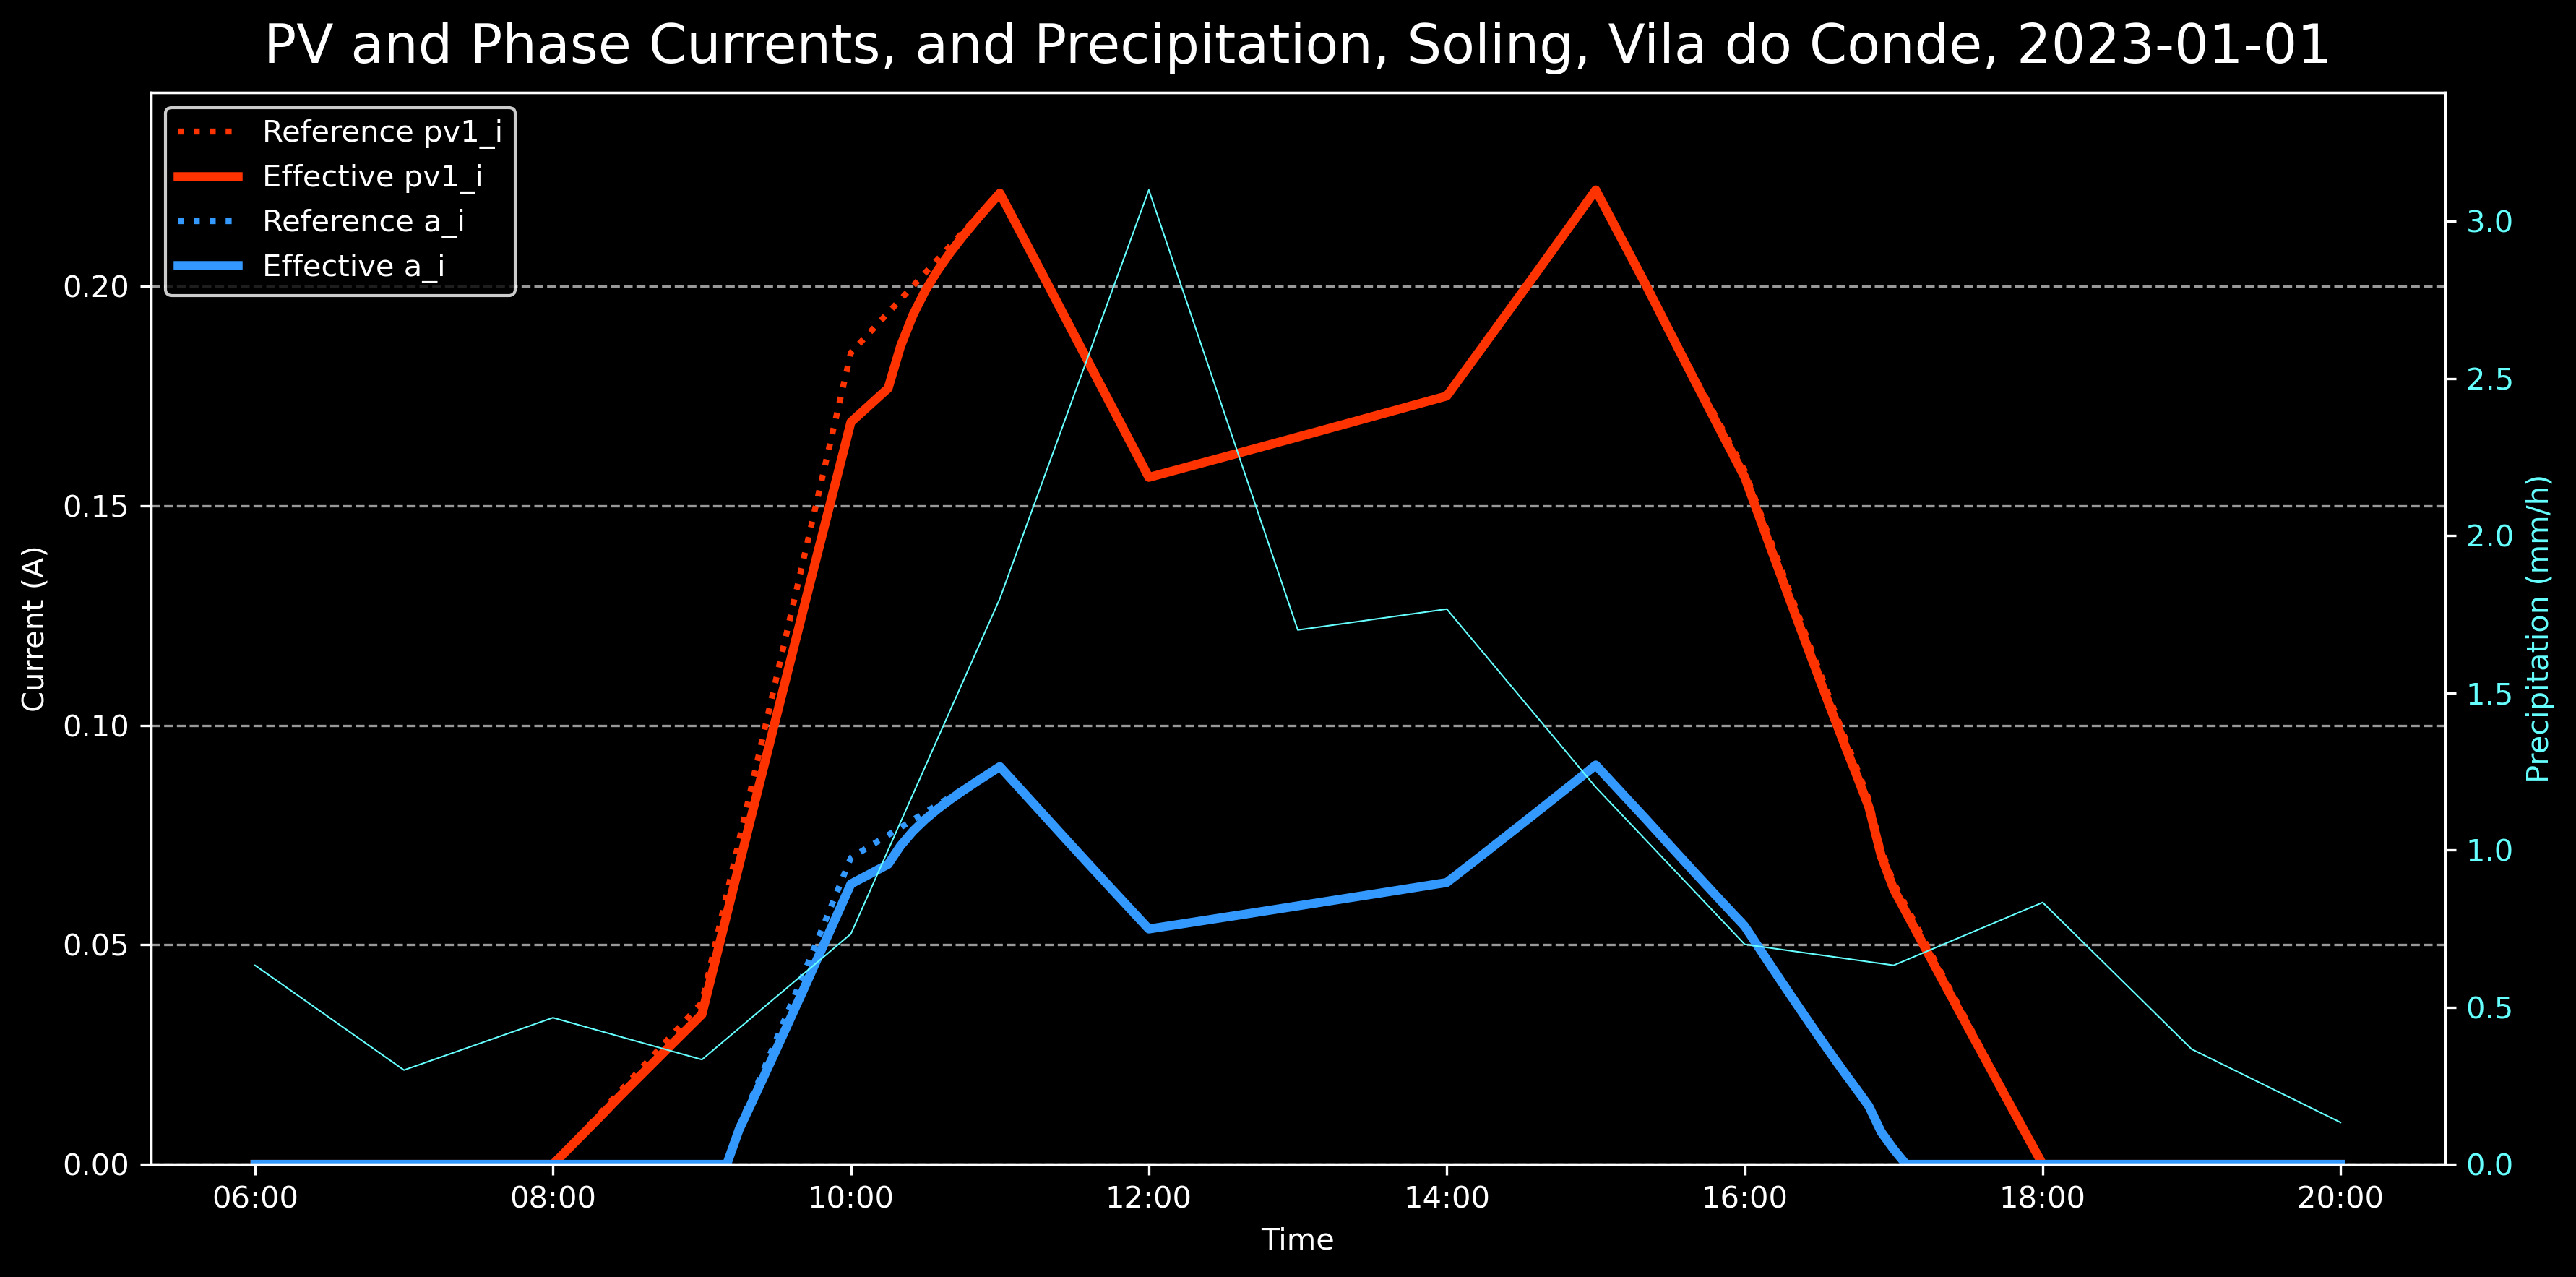 PV and Phase Currents, and Precipitation, Soling, Vila do Conde, 2023-01-01
Reference pv1_i
Effective pv1_i
Reference a_i
Effective a_i
Current (A)
0.20
0.15
0.10
0.05
0.00
3.0
2.5
2.0
1.5
1.0
0.5
0.0
Precipitation (mm/h)
06:00 08:00 10:00 12:00 14:00 16:00 18:00 20:00
Time